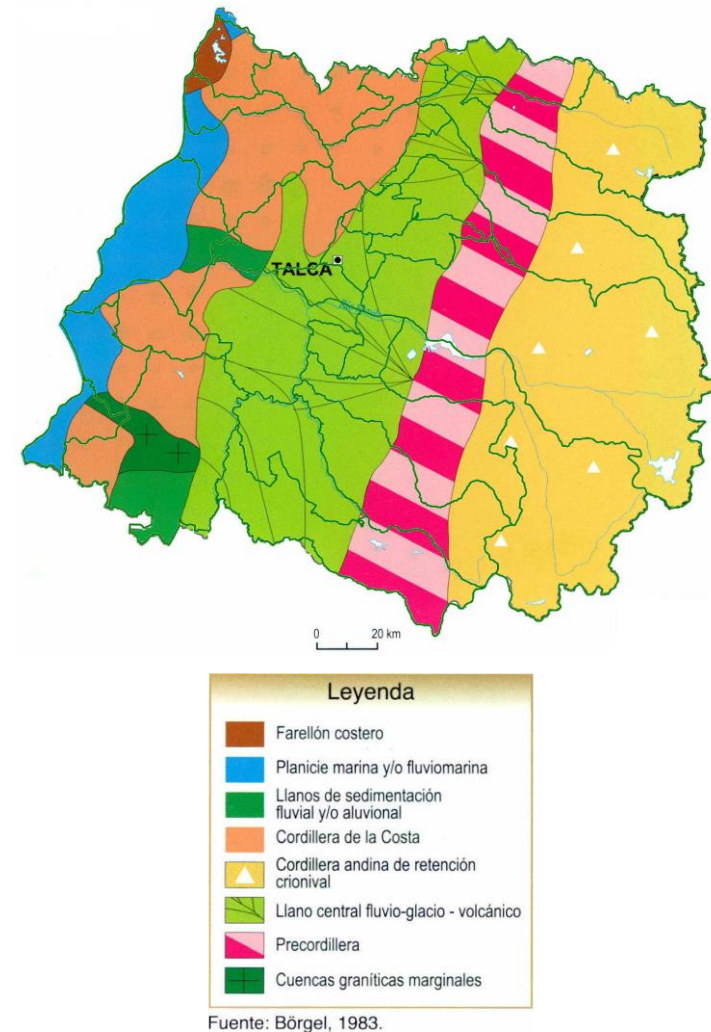 TALCA
0 20 km
Leyenda
Farellón costero
Planicie marina y/o fluviomarina
Llanos de sedimentación
fluvial y/o aluvional
Cordillera de la Costa
Cordillera andina de retención
crionival
Llano central fluvio-glacio - volcánico
Precordillera
Cuencas graníticas marginales
Fuente: Börgel, 1983.